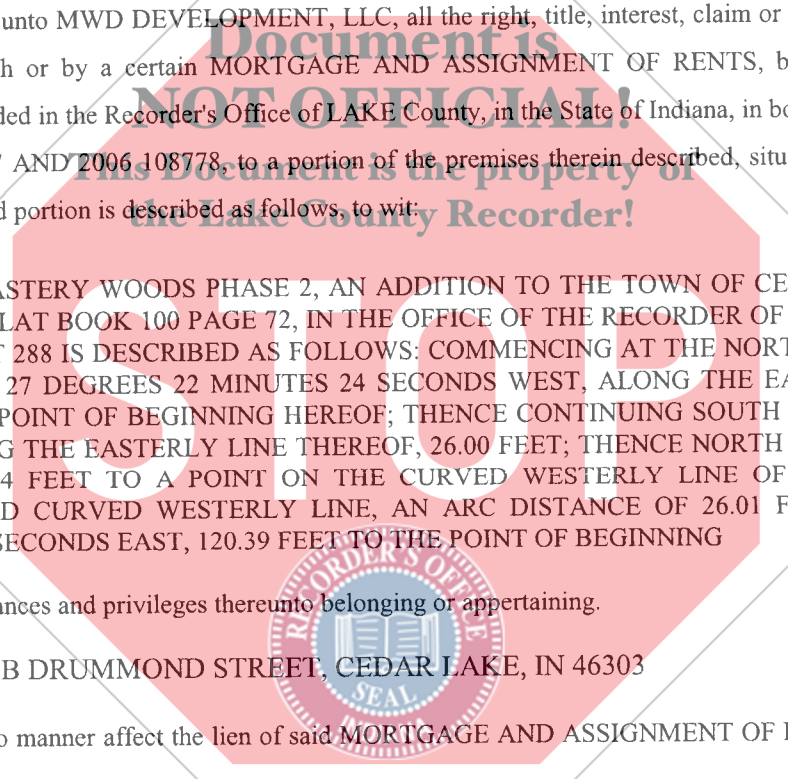 unto MWD DEVELOPMENT, LLC, all the right, title, interest, claim or
Document is
h or by a certain MORTGAGE AND ASSIGNMENT OF RENTS, b
NOT OFFICIAL!
ded in the Recorder's Office of LAKE County, in the State of Indiana, in bo
AND 2006 108778, to a portion of the premises therein described, situ
This Document is the property of
d portion is described as follows, to wit:
the Lake County Recorder!
ASTERY WOODS PHASE 2, AN ADDITION TO THE TOWN OF CE
LAT BOOK 100 PAGE 72, IN THE OFFICE OF THE RECORDER OF
STOP
T 288 IS DESCRIBED AS FOLLOWS: COMMENCING AT THE NORT
27 DEGREES 22 MINUTES 24 SECONDS WEST, ALONG THE EA
POINT OF BEGINNING HEREOF; THENCE CONTINUING SOUTH
G THE EASTERLY LINE THEREOF, 26.00 FEET; THENCE NORTH
4 FEET TO A POINT ON THE CURVED WESTERLY LINE OF
D CURVED WESTERLY LINE, AN ARC DISTANCE OF 26.01 F
SECONDS EAST, 120.39 FEET TO THE POINT OF BEGINNING
RECORDER'S OFFICE
ances and privileges thereunto belonging or appertaining.
B DRUMMOND STREET, CEDAR LAKE, IN 46303
SEAL
o manner affect the lien of said MORTGAGE AND ASSIGNMENT OF